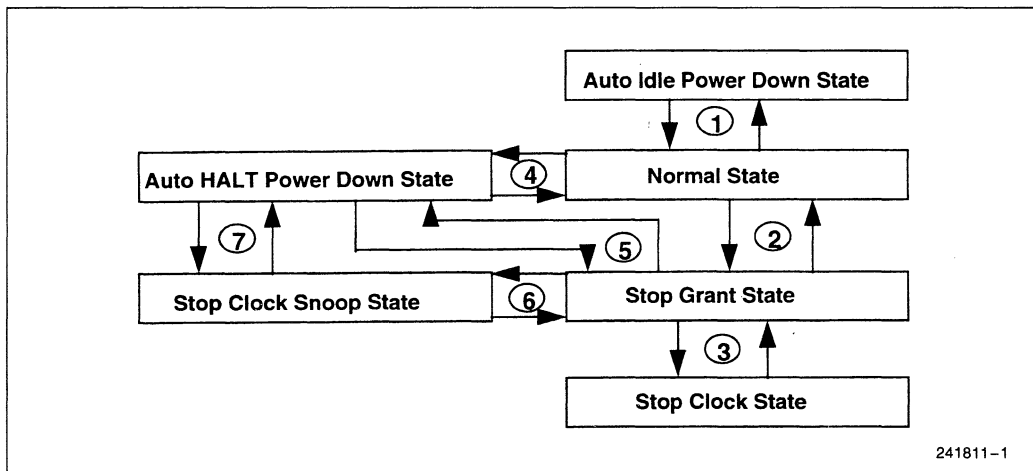 Auto Idle Power Down State
1
Auto HALT Power Down State
4
Normal State
7
5
2
Stop Clock Snoop State
6
Stop Grant State
3
Stop Clock State
241811-1